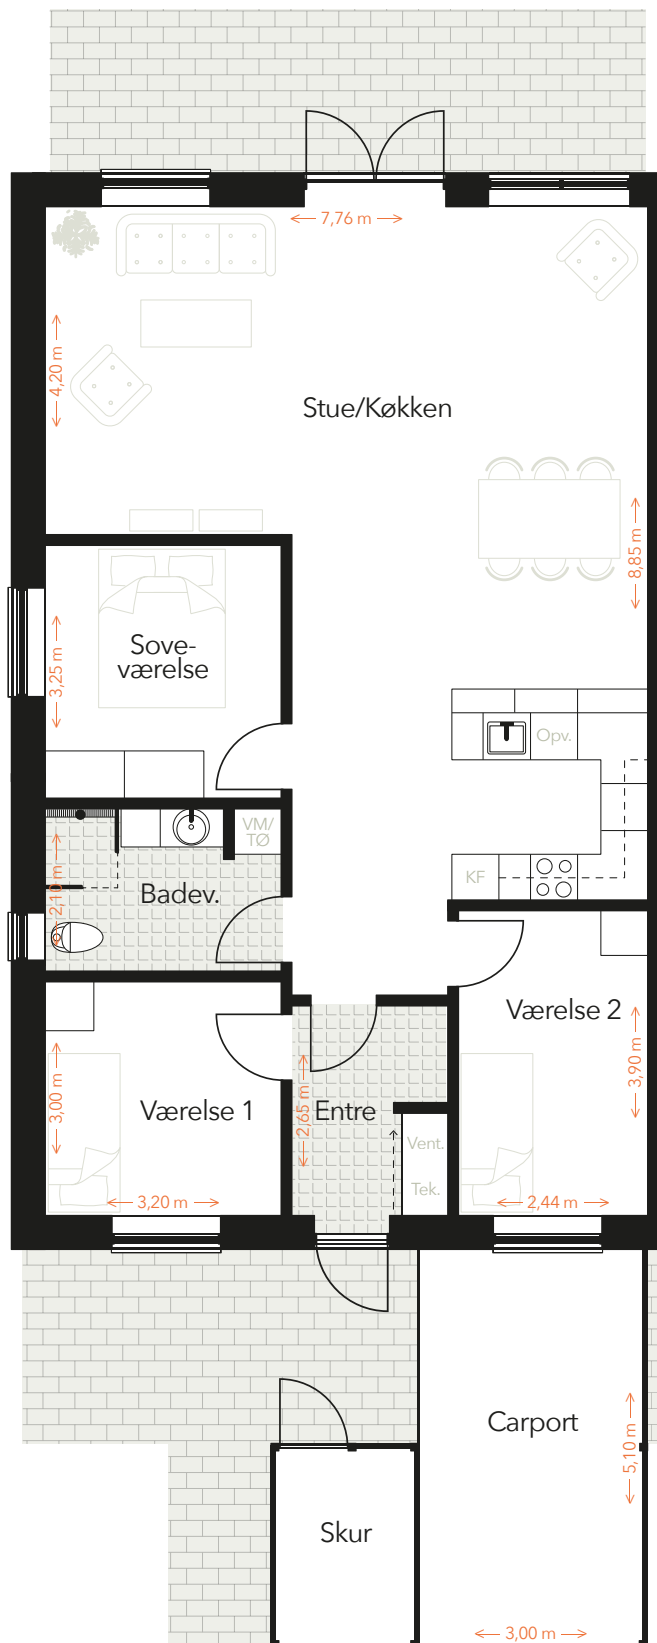 7,76 m
4,20 m
Stue/Køkken
8,85 m
Sove-
værelse
3,25 m
Opv.
VM/
TØ
KF
2,10 m
Badev.
Værelse 2
3,90 m
3,00 m
Værelse 1
2,65 m
Entre
Vent.
Tek.
3,20 m
2,44 m
Carport
5,10 m
Skur
3,00 m